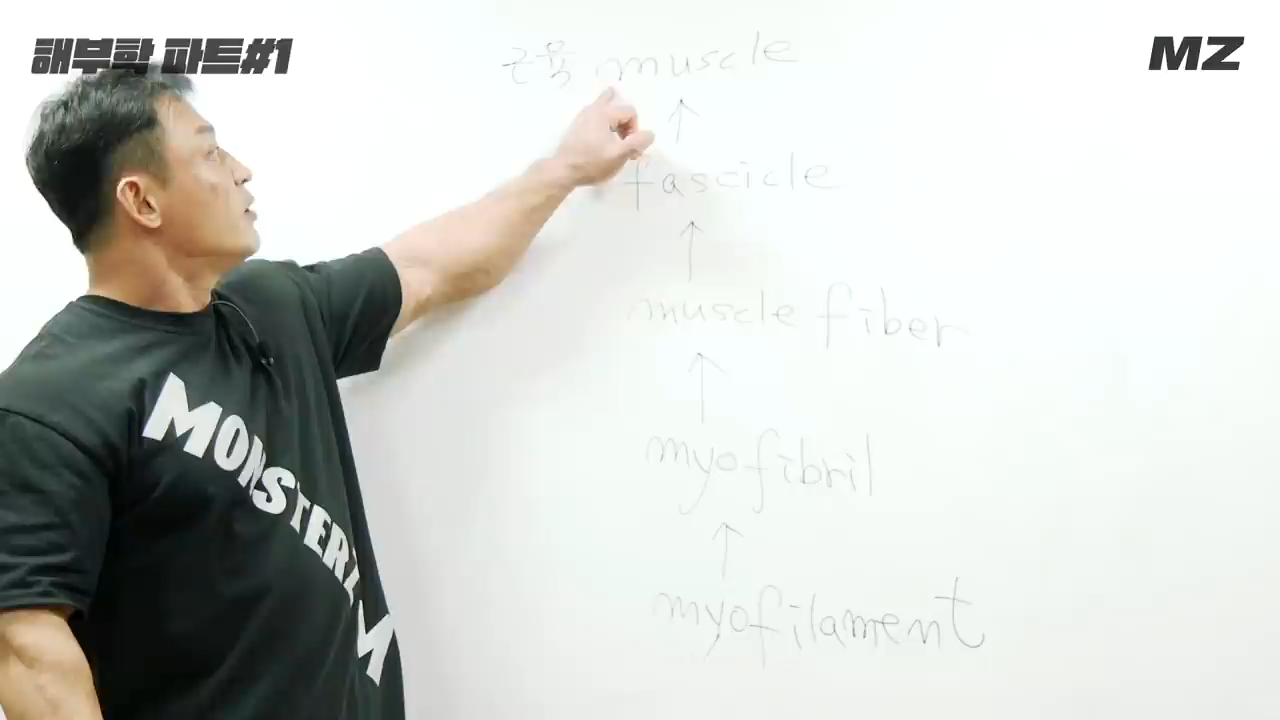 해부학 파트#1
MZ
근육 muscle
↑
fascicle
↑
muscle fiber
↑
myofibril
↑
myofilament
MONSTERZYM